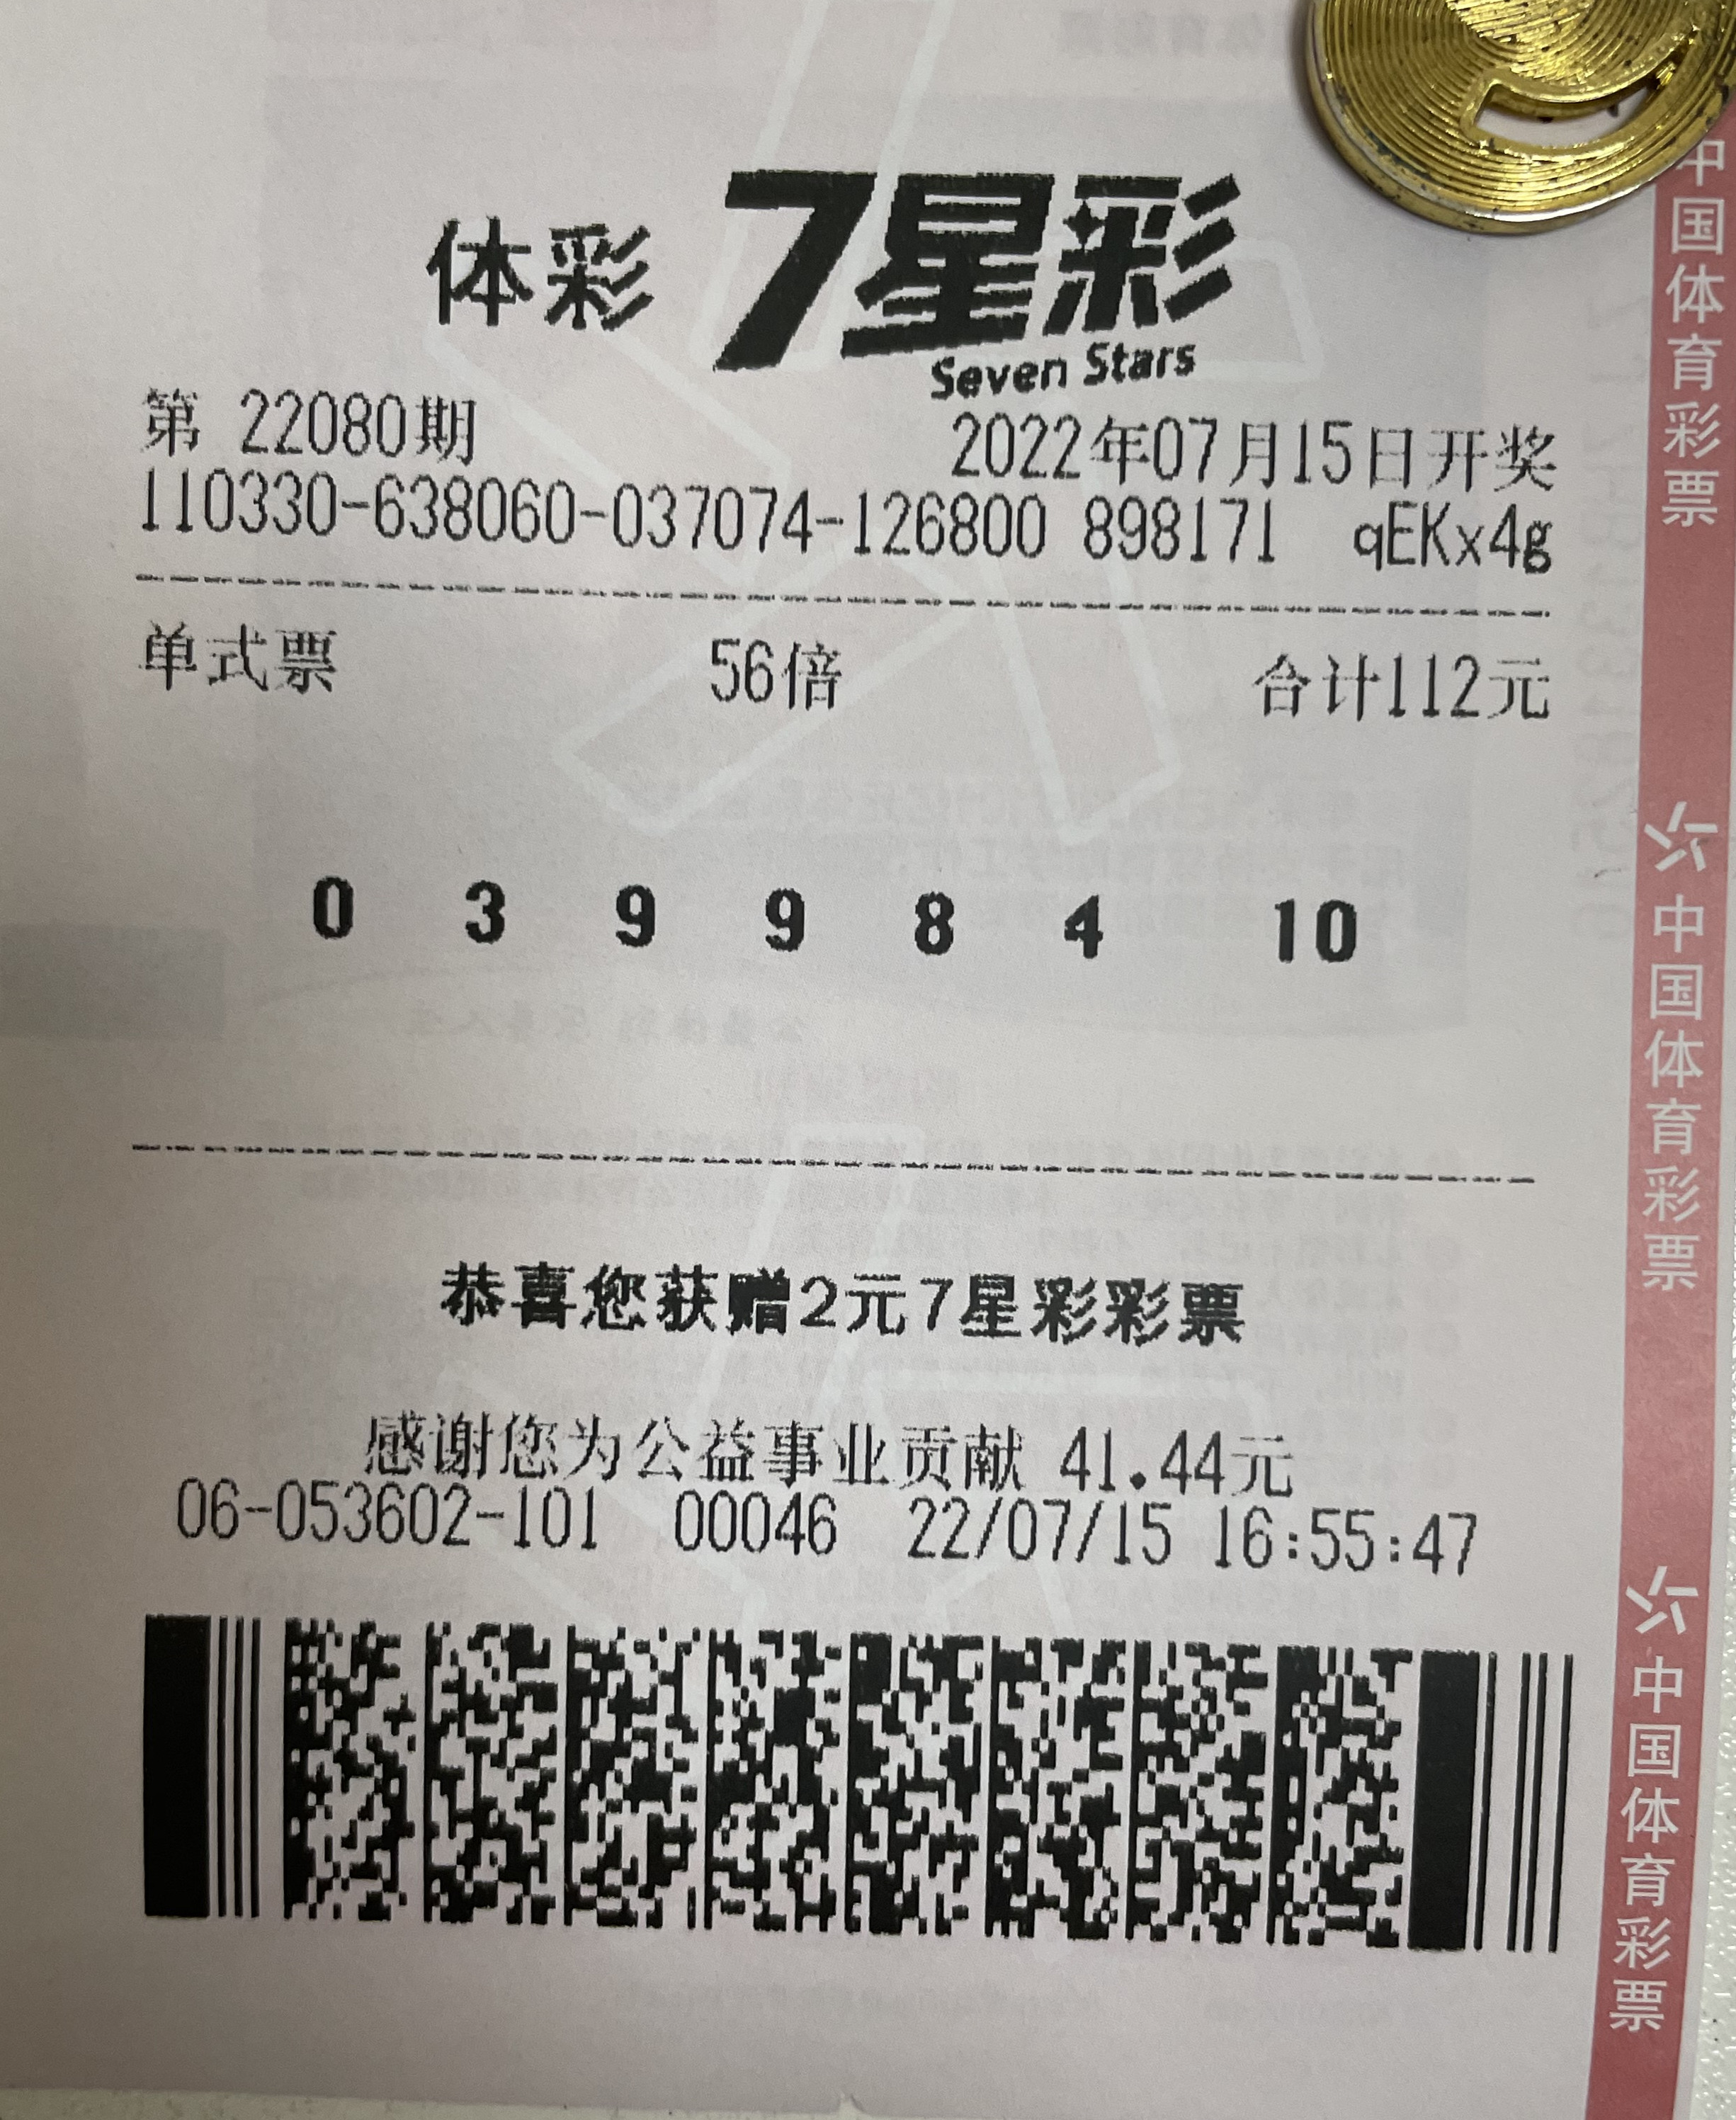 体彩 7星彩
Seven Stars
第 22080期 2022年07月15日开奖
110330-638060-037074-126800 898171 qEKx4g
单式票 56倍 合计112元
0 3 9 9 8 4 10
恭喜您获赠2元7星彩彩票
感谢您为公益事业贡献 41.44元
06-053602-101 00046 22/07/15 16:55:47
中国体育彩票
中国体育彩票
中国体育彩票